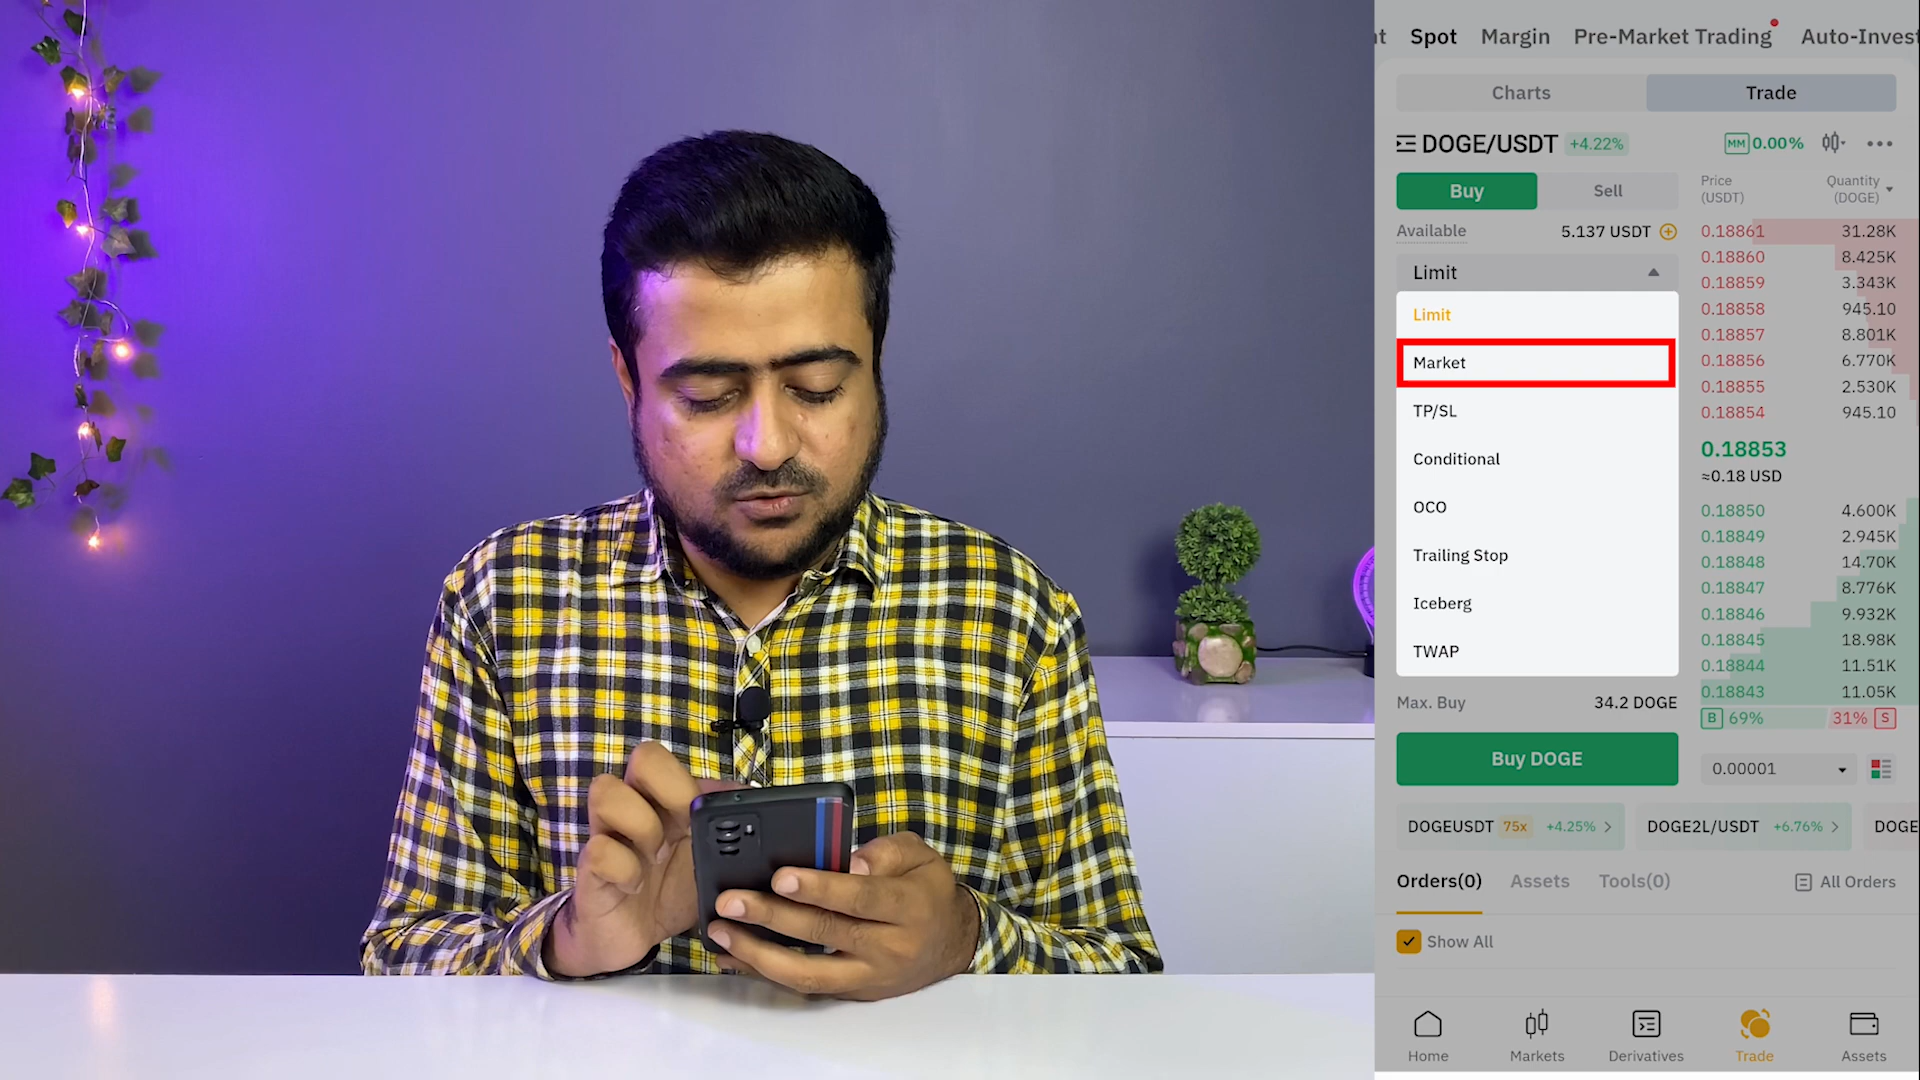 nt Spot Margin Pre-Market Trading Auto-Invest
Charts Trade
DOGE/USDT +4.22% MM 0.00%
Buy Sell
Price (USDT) Quantity (DOGE)
Available 5.137 USDT
Limit
Limit
Market
TP/SL
Conditional
OCO
Trailing Stop
Iceberg
TWAP
Max. Buy 34.2 DOGE
Buy DOGE
0.18861 31.28K
0.18860 8.425K
0.18859 3.343K
0.18858 945.10
0.18857 8.801K
0.18856 6.770K
0.18855 2.530K
0.18854 945.10
0.18853
≈0.18 USD
0.18850 4.600K
0.18849 2.945K
0.18848 14.70K
0.18847 8.776K
0.18846 9.932K
0.18845 18.98K
0.18844 11.51K
0.18843 11.05K
B 69% 31% S
0.00001
DOGEUSDT 75x +4.25% DOGE2L/USDT +6.76% DOGE
Orders(0) Assets Tools(0) All Orders
Show All
Home Markets Derivatives Trade Assets